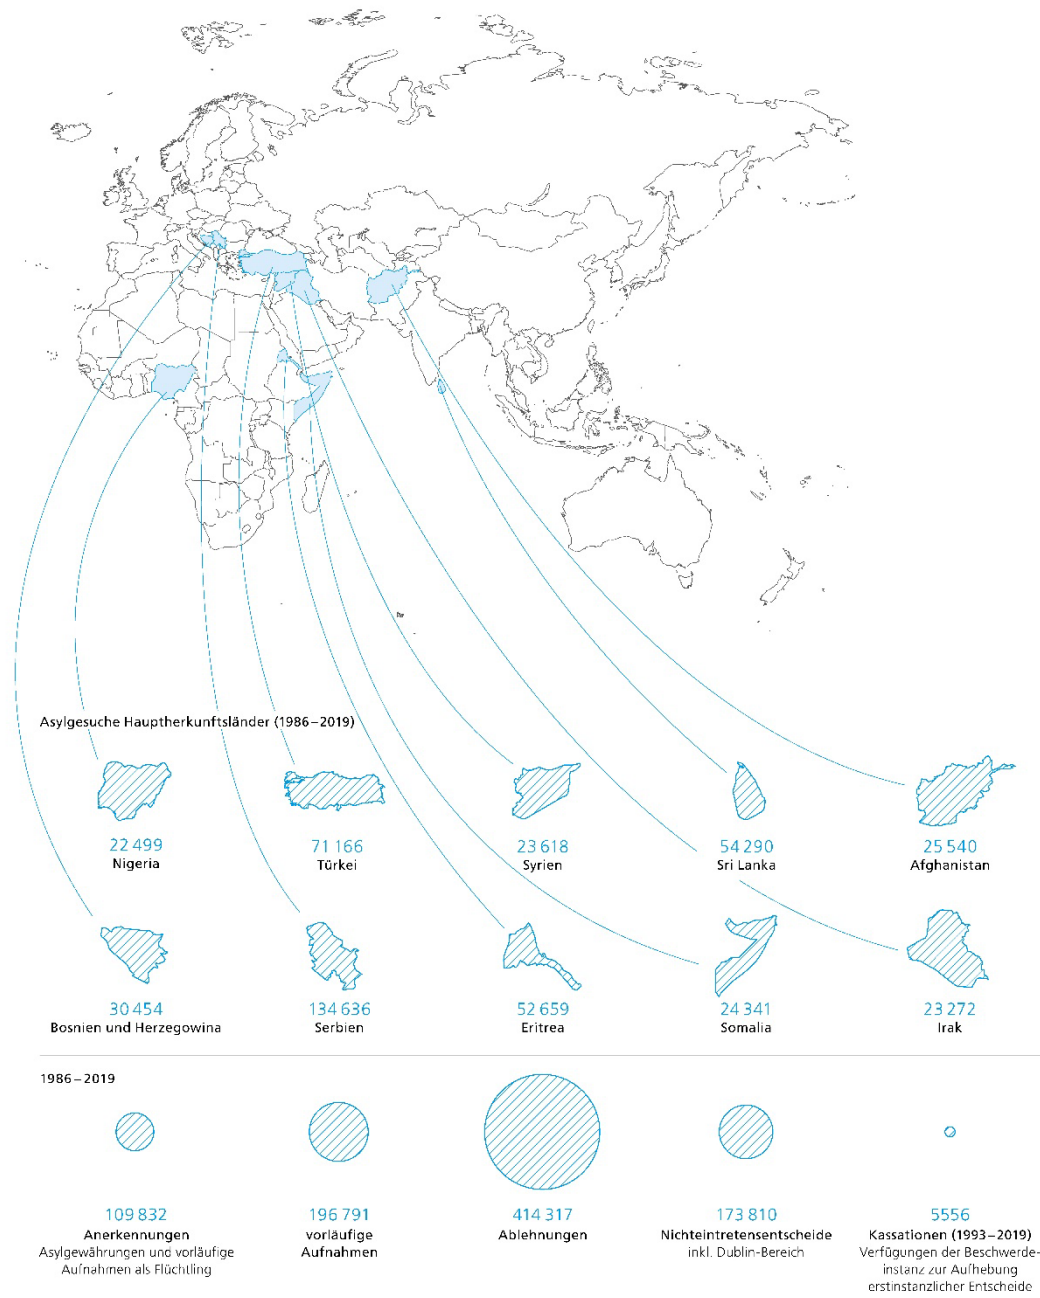 Asylgesuche Hauptherkunftsländer (1986–2019)
22 499
Nigeria
71 166
Türkei
23 618
Syrien
54 290
Sri Lanka
25 540
Afghanistan
30 454
Bosnien und Herzegowina
134 636
Serbien
52 659
Eritrea
24 341
Somalia
23 272
Irak
1986–2019
109 832
Anerkennungen
Asylgewährungen und vorläufige
Aufnahmen als Flüchtling
196 791
vorläufige
Aufnahmen
414 317
Ablehnungen
173 810
Nichteintretensentscheide
inkl. Dublin-Bereich
5556
Kassationen (1993–2019)
Verfügungen der Beschwerde-
instanz zur Aufhebung
erstinstanzlicher Entscheide